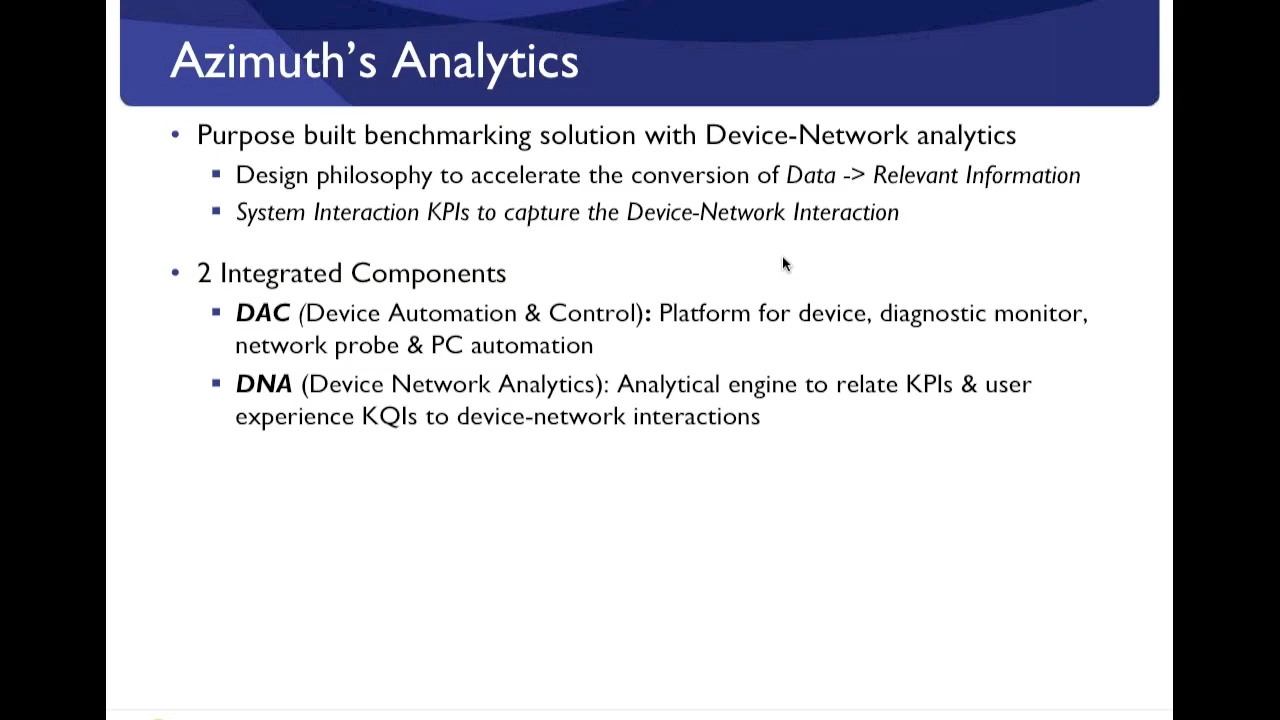 Azimuth's Analytics
• Purpose built benchmarking solution with Device-Network analytics
▪ Design philosophy to accelerate the conversion of Data -> Relevant Information
▪ System Interaction KPIs to capture the Device-Network Interaction
• 2 Integrated Components
▪ DAC (Device Automation & Control): Platform for device, diagnostic monitor,
network probe & PC automation
▪ DNA (Device Network Analytics): Analytical engine to relate KPIs & user
experience KQIs to device-network interactions